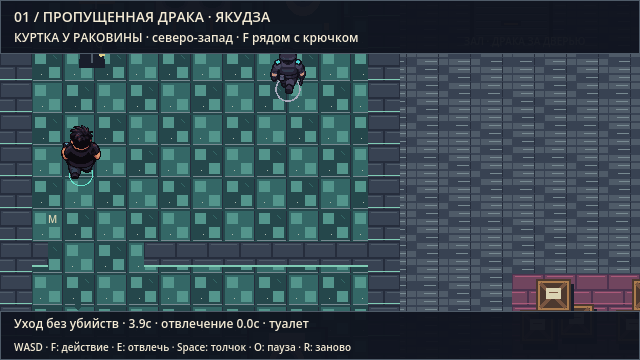 01 / ПРОПУЩЕННАЯ ДРАКА · ЯКУДЗА
КУРТКА У РАКОВИНЫ · северо-запад · F рядом с крючком
М
Уход без убийств · 3.9с · отвлечение 0.0с · туалет
WASD · F: действие · E: отвлечь · Space: толчок · O: пауза · R: заново